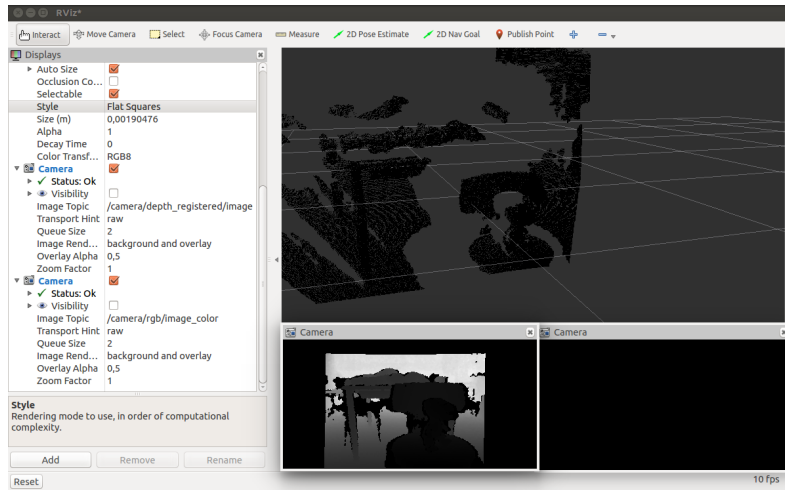 RViz*
Interact Move Camera Select Focus Camera Measure 2D Pose Estimate 2D Nav Goal Publish Point
Displays
Auto Size
Occlusion Co...
Selectable
Style Flat Squares
Size (m) 0,00190476
Alpha 1
Decay Time 0
Color Transf... RGB8
Camera
Status: Ok
Visibility
Image Topic /camera/depth_registered/image
Transport Hint raw
Queue Size 2
Image Rend... background and overlay
Overlay Alpha 0,5
Zoom Factor 1
Camera
Status: Ok
Visibility
Image Topic /camera/rgb/image_color
Transport Hint raw
Queue Size 2
Image Rend... background and overlay
Overlay Alpha 0,5
Zoom Factor 1
Camera Camera
Style
Rendering mode to use, in order of computational
complexity.
Add Remove Rename
Reset 10 fps